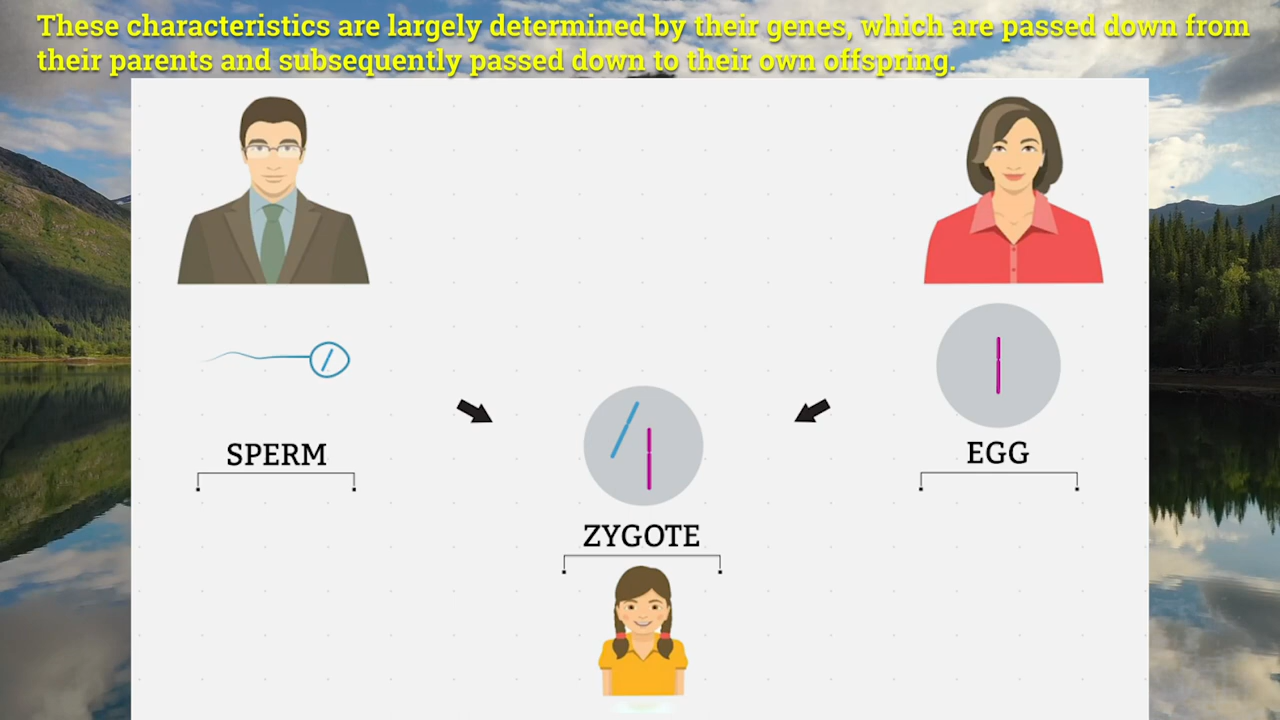 These characteristics are largely determined by their genes, which are passed down from
their parents and subsequently passed down to their own offspring.
SPERM
EGG
ZYGOTE